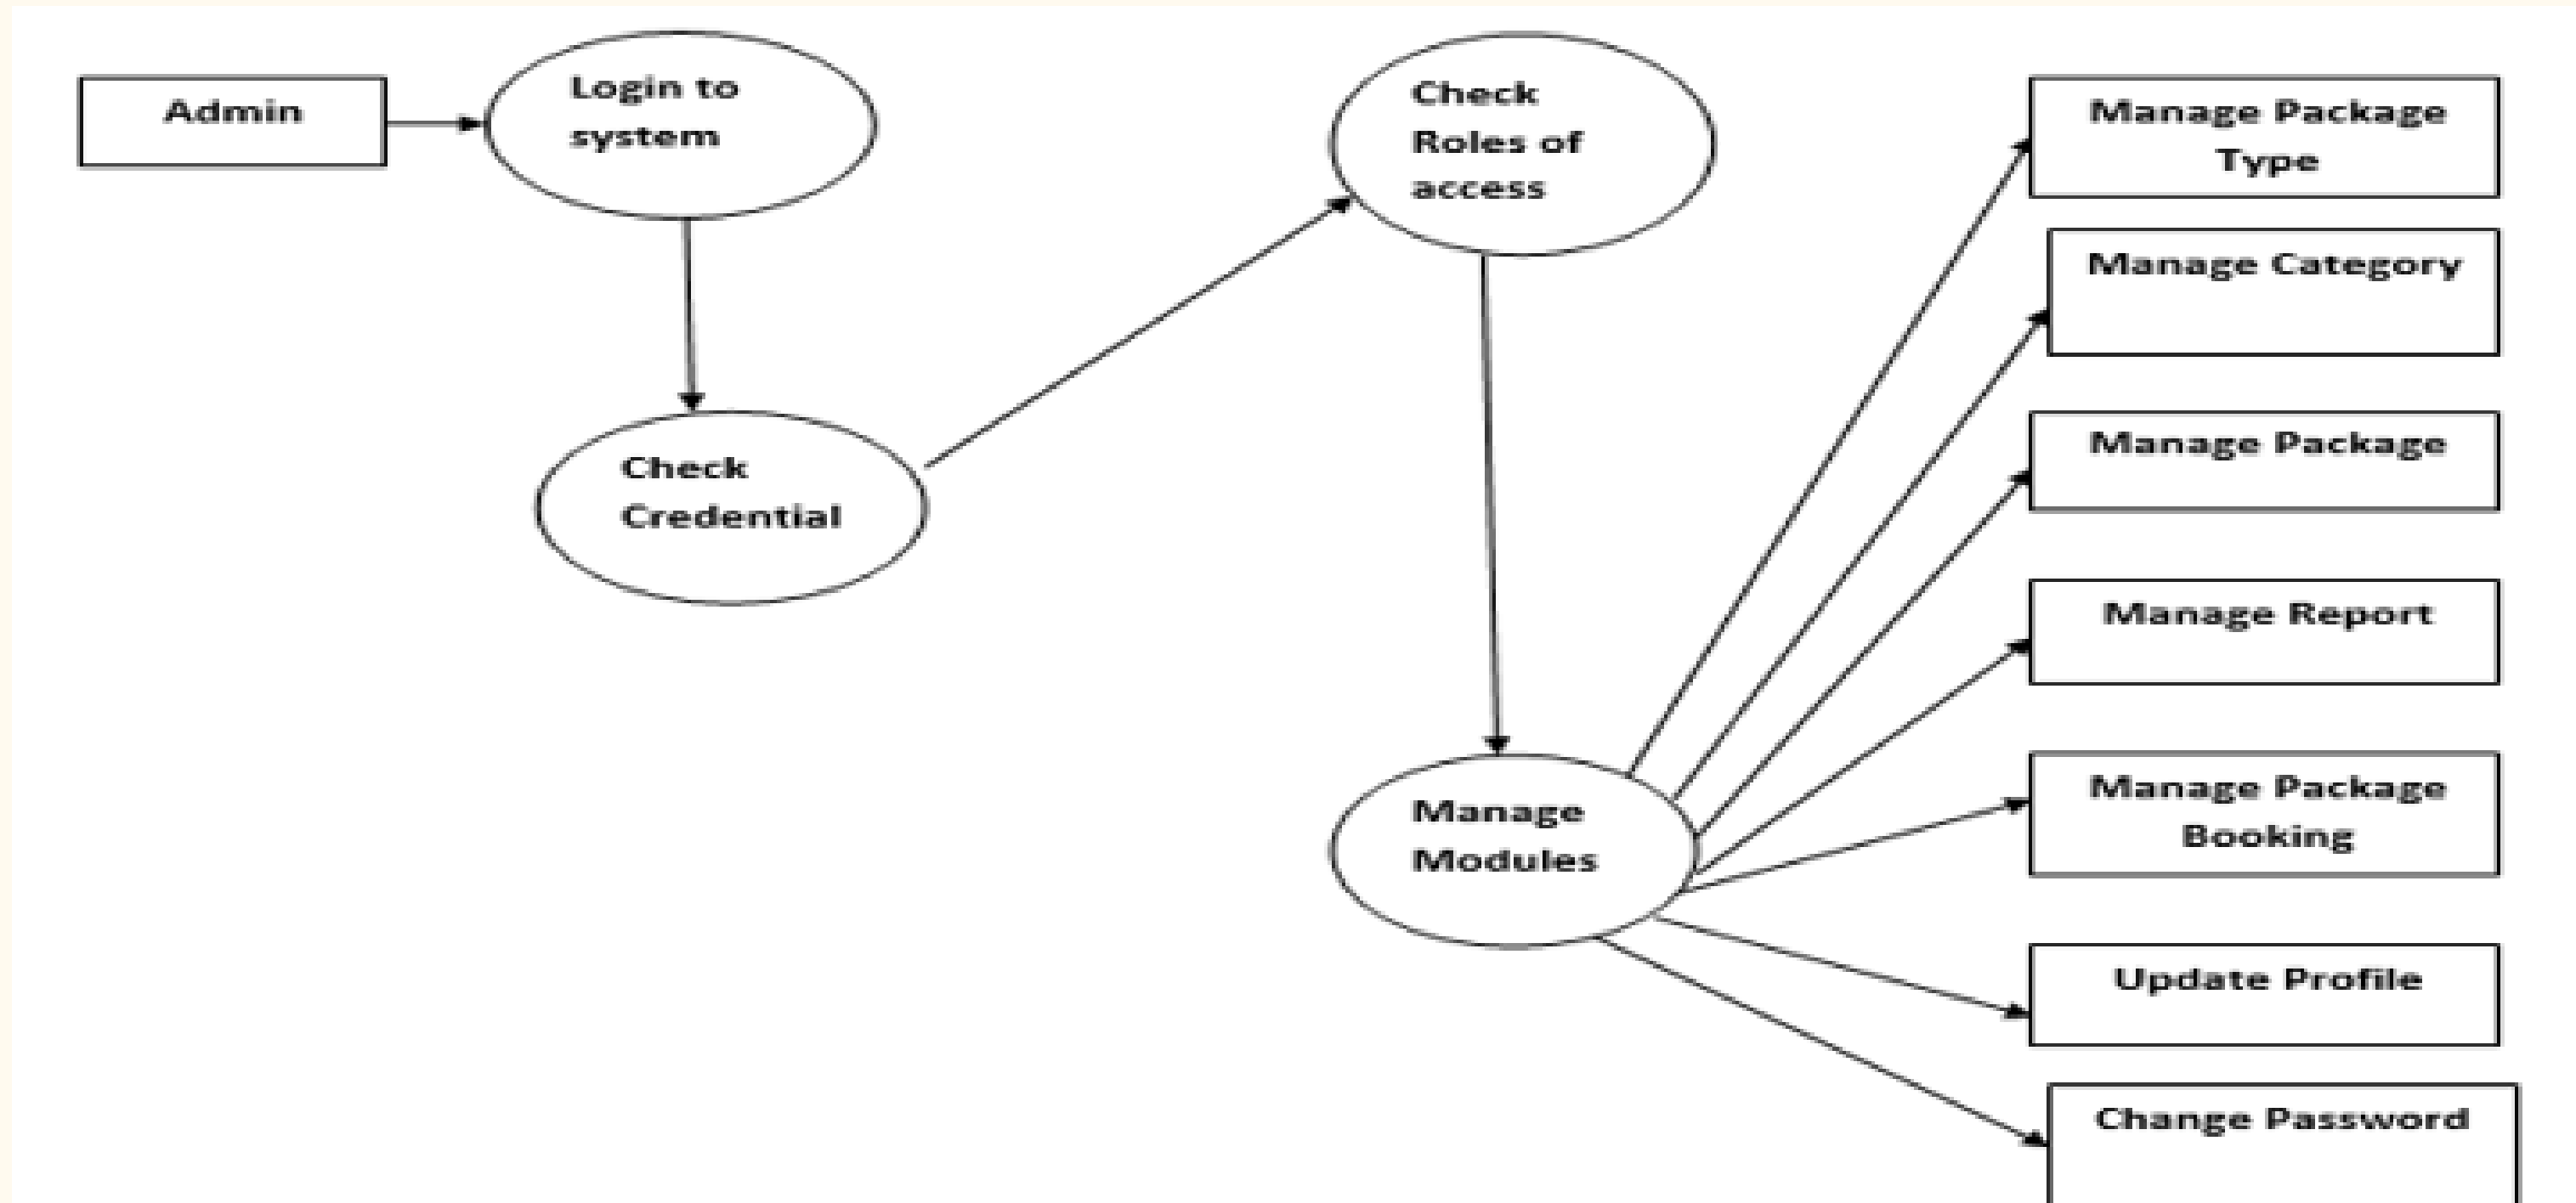 Admin
Login to
system
Check
Credential
Check
Roles of
access
Manage
Modules
Manage Package
Type
Manage Category
Manage Package
Manage Report
Manage Package
Booking
Update Profile
Change Password